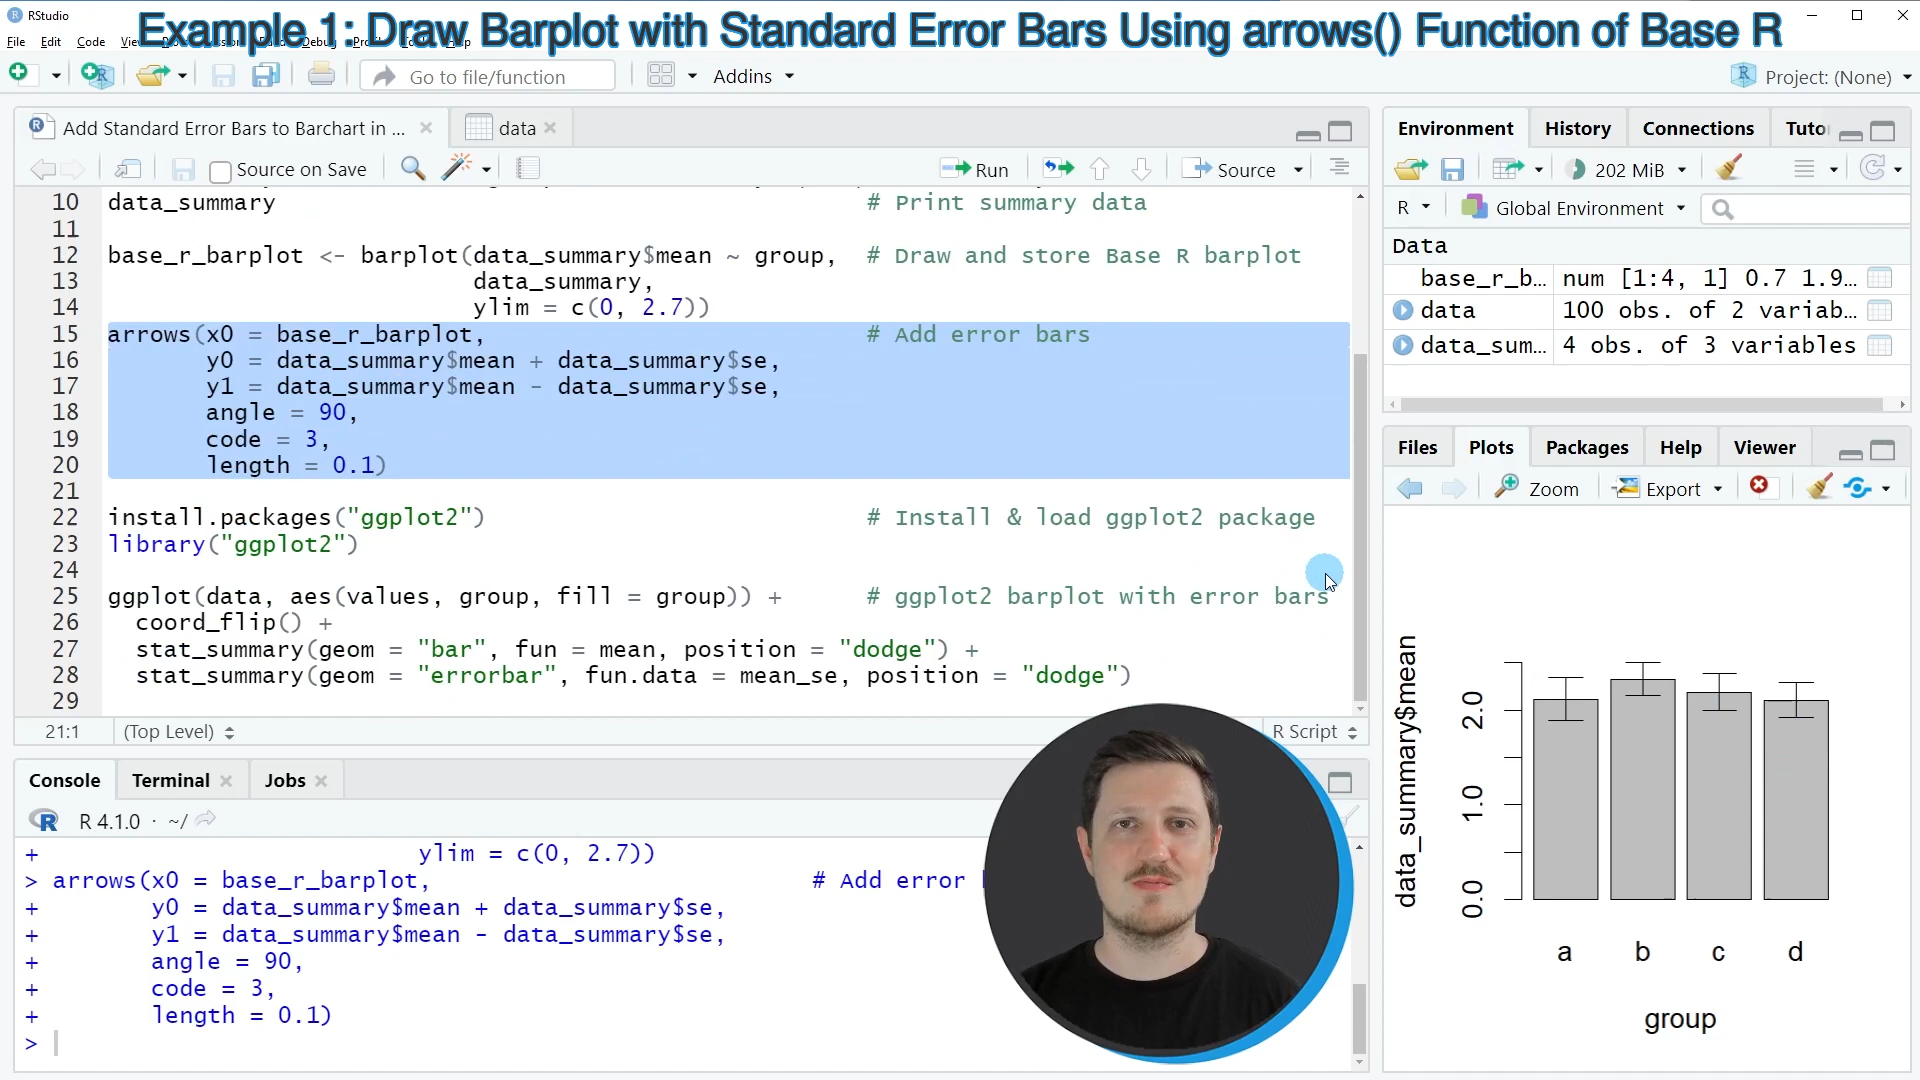 RStudio
Example 1: Draw Barplot with Standard Error Bars Using arrows() Function of Base R
File Edit Code
Go to file/function
Addins
Project: (None)
Add Standard Error Bars to Barchart in ...
data
Source on Save
Run
Source
10 data_summary # Print summary data
11
12 base_r_barplot <- barplot(data_summary$mean ~ group, # Draw and store Base R barplot
13 data_summary,
14 ylim = c(0, 2.7))
15 arrows(x0 = base_r_barplot, # Add error bars
16 y0 = data_summary$mean + data_summary$se,
17 y1 = data_summary$mean - data_summary$se,
18 angle = 90,
19 code = 3,
20 length = 0.1)
21
22 install.packages("ggplot2") # Install & load ggplot2 package
23 library("ggplot2")
24
25 ggplot(data, aes(values, group, fill = group)) + # ggplot2 barplot with error bars
26 coord_flip() +
27 stat_summary(geom = "bar", fun = mean, position = "dodge") +
28 stat_summary(geom = "errorbar", fun.data = mean_se, position = "dodge")
29
21:1 (Top Level) R Script
Console Terminal Jobs
R 4.1.0 · ~/
+ ylim = c(0, 2.7))
> arrows(x0 = base_r_barplot, # Add error
+ y0 = data_summary$mean + data_summary$se,
+ y1 = data_summary$mean - data_summary$se,
+ angle = 90,
+ code = 3,
+ length = 0.1)
>
Environment History Connections Tuto
202 MiB
R Global Environment
Data
base_r_b... num [1:4, 1] 0.7 1.9...
data 100 obs. of 2 variab...
data_sum... 4 obs. of 3 variables
Files Plots Packages Help Viewer
Zoom Export
data_summary$mean
2.0
1.0
0.0
a b c d
group